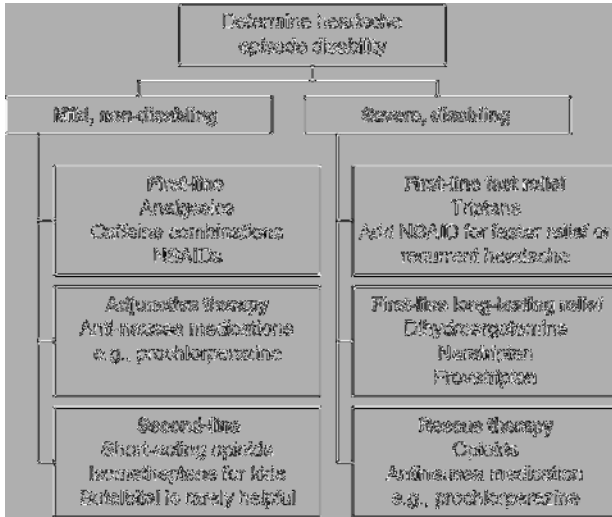 Determine headache
episode disability
Mild, non-disabling
Severe, disabling
First-line
Analgesics
Caffeine combinations
NSAIDs
First-line fast relief
Triptans
Add NSAID for faster relief or
recurrent headache
Adjunctive therapy
Anti-nausea medications
e.g., prochlorperazine
First-line long-lasting relief
Dihydroergotamine
Naratriptan
Frovatriptan
Second-line
Short-acting opioids
Isometheptene for kids
Butalbital is rarely helpful
Rescue therapy
Opioids
Antinausea medication
e.g., prochlorperazine